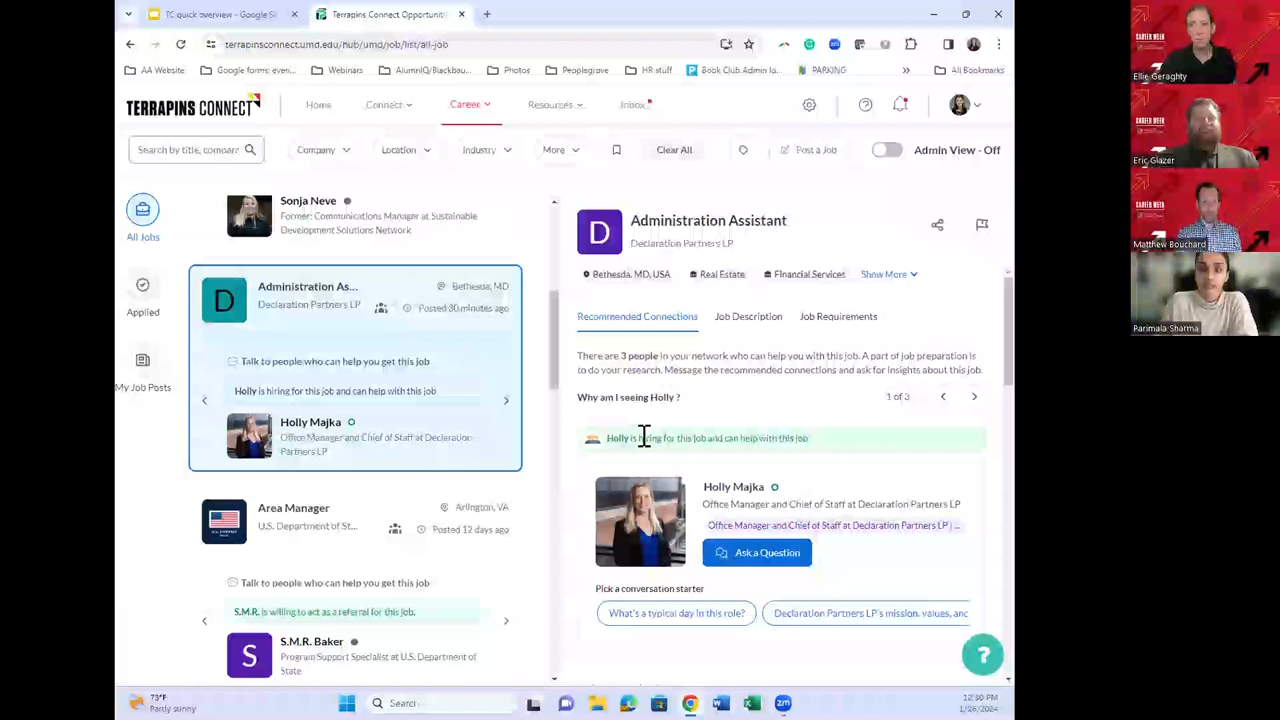 TC quick overview - Google Sl
Terrapins Connect Opportuniti
terrapinsconnect.umd.edu/hub/umd/job/list/all-job
AA Website
Google forms: even...
Webinars
AlumniQ/Blackbau...
Photos
Peoplegrove
HR stuff
Book Club Admin lo...
PARKING
All Bookmarks
TERRAPINS CONNECT
Home
Connect
Career
Resources
Inbox
Search by title, compan
Company
Location
Industry
More
Clear All
Post a Job
Admin View - Off
All Jobs
Applied
My Job Posts
Sonja Neve
Former: Communications Manager at Sustainable
Development Solutions Network
D
Administration As...
Bethesda, MD
Declaration Partners LP
Posted 30 minutes ago
Talk to people who can help you get this job
Holly is hiring for this job and can help with this job
Holly Majka
Office Manager and Chief of Staff at Declaration
Partners LP
Area Manager
Arlington, VA
U.S. Department of St...
Posted 12 days ago
Talk to people who can help you get this job
S.M.R. is willing to act as a referral for this job.
S
S.M.R. Baker
Program Support Specialist at U.S. Department of
State
D
Administration Assistant
Declaration Partners LP
Bethesda, MD, USA
Real Estate
Financial Services
Show More
Recommended Connections
Job Description
Job Requirements
There are 3 people in your network who can help you with this job. A part of job preparation is
to do your research. Message the recommended connections and ask for insights about this job.
Why am I seeing Holly ?
1 of 3
Holly is hiring for this job and can help with this job
Holly Majka
Office Manager and Chief of Staff at Declaration Partners LP
Office Manager and Chief of Staff at Declaration Partners LP | ...
Ask a Question
Pick a conversation starter
What's a typical day in this role?
Declaration Partners LP's mission, values, and
?
73°F
Partly sunny
Search
12:30 PM
1/26/2024
CAREER WEEK
Ellie Geraghty
CAREER WEEK
Eric Glazer
CAREER WEEK
Matthew Bouchard
Parimala Sharma